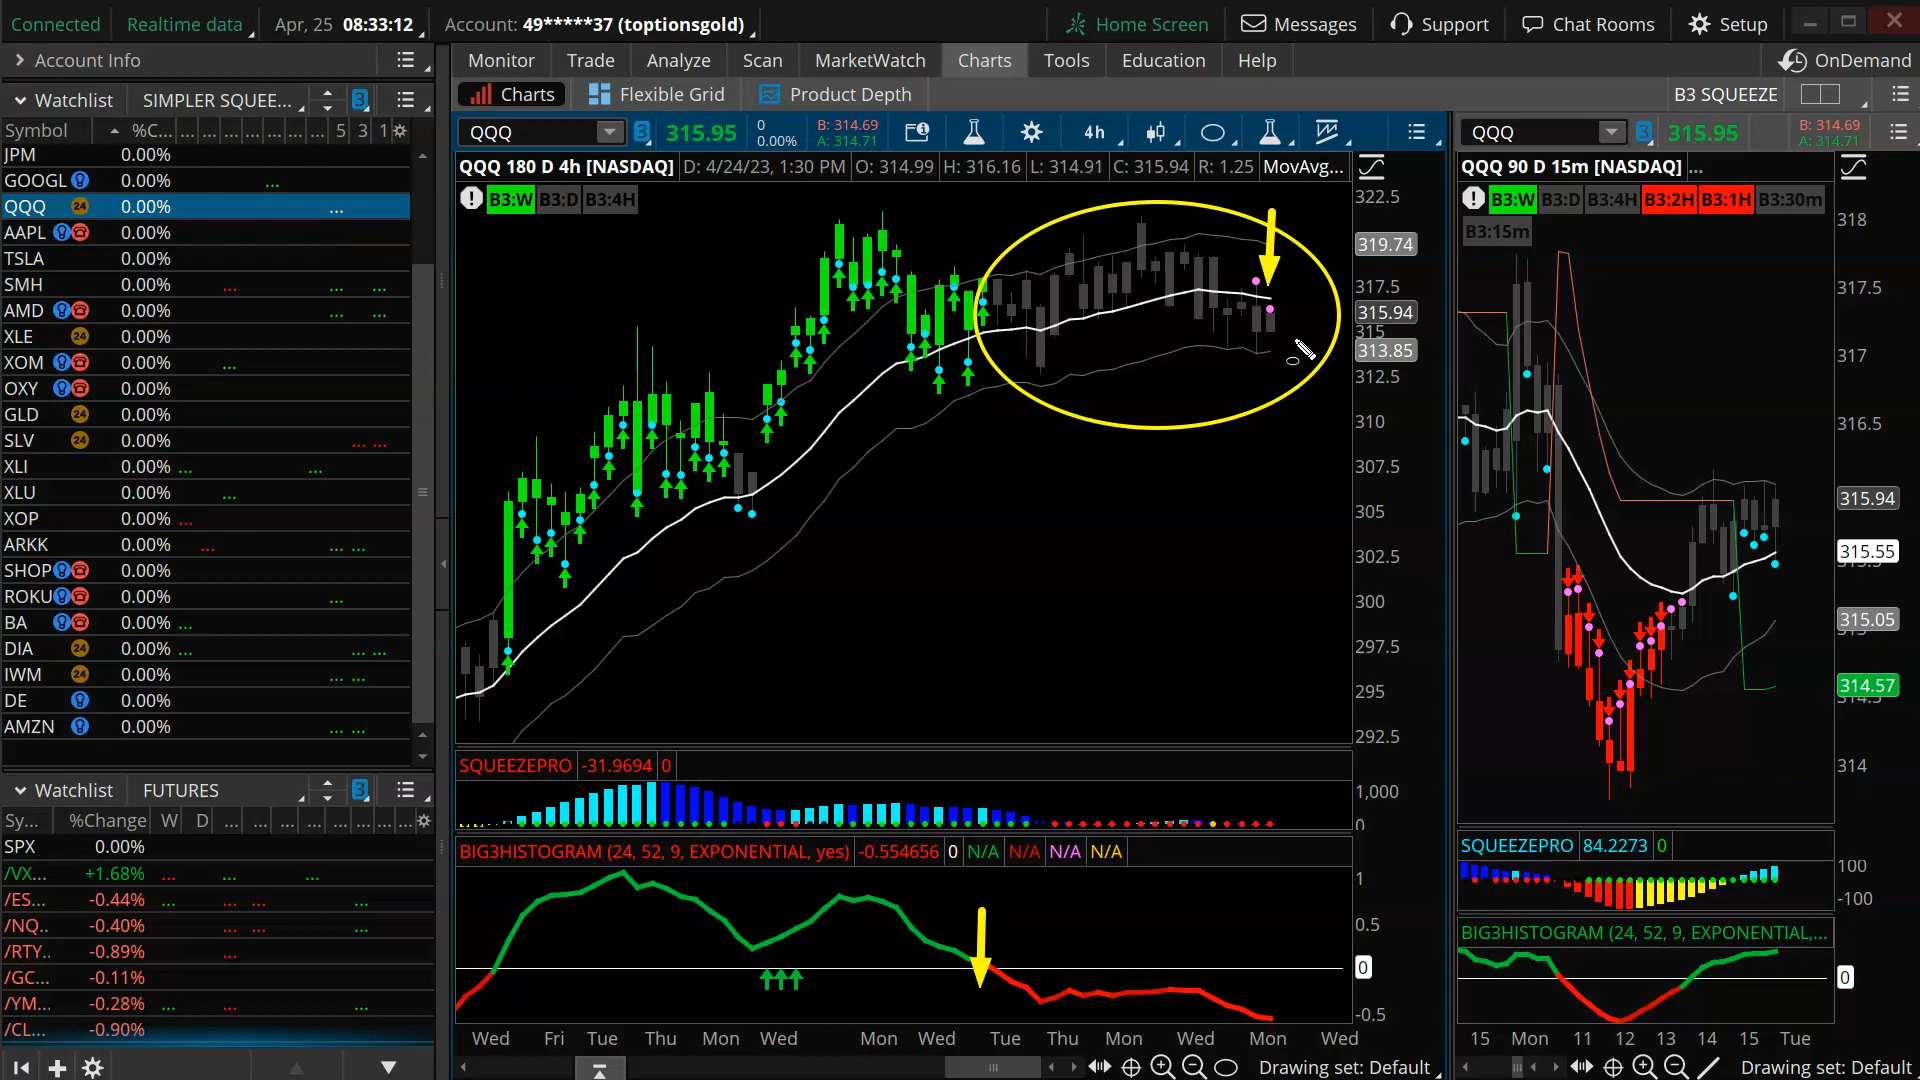 Connected Realtime data Apr, 25 08:33:12 Account: 49*****37 (toptionsgold) Home Screen Messages Support Chat Rooms Setup
Account Info
Monitor Trade Analyze Scan MarketWatch Charts Tools Education Help OnDemand
Charts Flexible Grid Product Depth B3 SQUEEZE
Watchlist SIMPLER SQUEE... 3
Symbol %C... ... ... ... ... ... ... ... 5 3 1
JPM 0.00%
GOOGL 0.00% ...
QQQ 24 0.00% ...
AAPL 0.00%
TSLA 0.00%
SMH 0.00% ... ... ...
AMD 0.00% ... ...
XLE 24 0.00%
XOM 0.00% ...
OXY 0.00%
GLD 24 0.00%
SLV 24 0.00% ... ...
XLI 0.00% ... ...
XLU 0.00% ...
XOP 0.00% ...
ARKK 0.00% ... ... ...
SHOP 0.00%
ROKU 0.00% ...
BA 0.00% ...
DIA 24 0.00% ... ... ...
IWM 24 0.00% ... ...
DE 0.00%
AMZN 0.00% ... ...
Watchlist FUTURES 3
Sy... %Change W D ... ... ... ... ... ... ... ...
SPX 0.00%
/VX... +1.68% ... ... ...
/ES... -0.44% ... ... ... ...
/NQ.. -0.40% ... ... ...
/RTY.. -0.89% ...
/GC... -0.11%
/YM... -0.28% ... ... ...
/CL... -0.90%
QQQ 3 315.95 0 0.00% B: 314.69 A: 314.71 4h
QQQ 180 D 4h [NASDAQ] D: 4/24/23, 1:30 PM O: 314.99 H: 316.16 L: 314.91 C: 315.94 R: 1.25 MovAvg...
B3:W B3:D B3:4H
322.5
319.74
317.5
315.94
315
313.85
312.5
310
307.5
305
302.5
300
297.5
295
292.5
SQUEEZEPRO -31.9694 0
1,000
0
BIG3HISTOGRAM (24, 52, 9, EXPONENTIAL, yes) -0.554656 0 N/A N/A N/A N/A
1
0.5
0
-0.5
Wed Fri Tue Thu Mon Wed Mon Wed Tue Thu Mon Wed Mon Wed
Drawing set: Default
QQQ 3 315.95 B: 314.69 A: 314.71
QQQ 90 D 15m [NASDAQ] ...
B3:W B3:D B3:4H B3:2H B3:1H B3:30m
B3:15m
318
317.5
317
316.5
315.94
315.55
315.05
314.57
314
SQUEEZEPRO 84.2273 0
100
-100
BIG3HISTOGRAM (24, 52, 9, EXPONENTIAL,...
0
15 Mon 11 12 13 15 Tue
Drawing set: Default